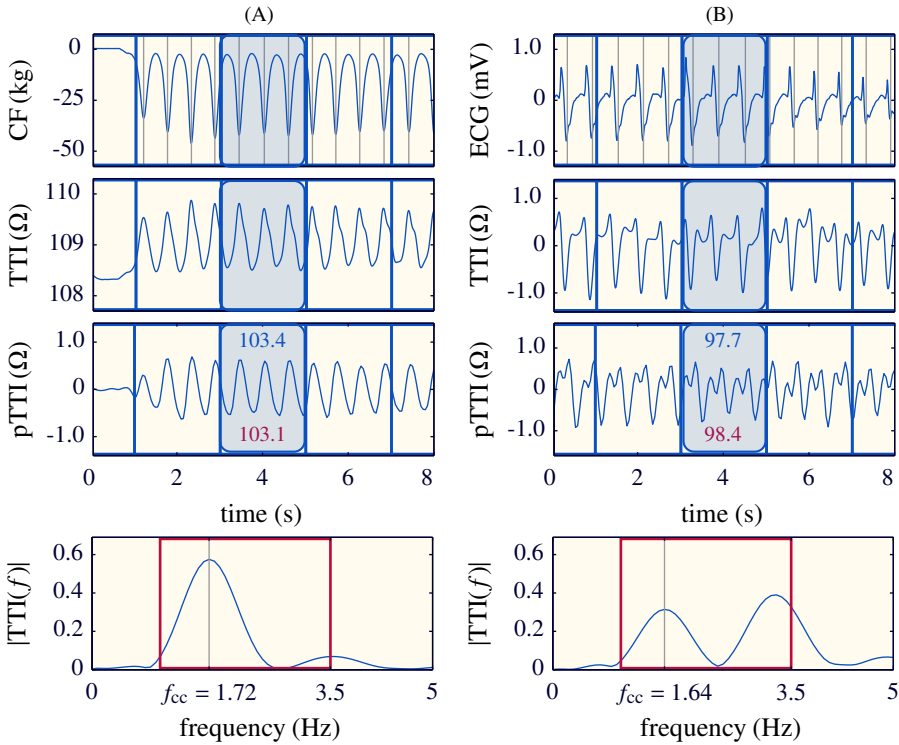 (A)
0
-25
-50
CF (kg)
110
109
108
TTI (Ω)
1.0
0
-1.0
pTTI (Ω)
103.4
103.1
0
2
4
6
8
time (s)
0.6
0.4
0.2
0
|TTI(f)|
0
fcc = 1.72
3.5
5
frequency (Hz)
(B)
1.0
0
-1.0
ECG (mV)
1.0
0
-1.0
TTI (Ω)
1.0
0
-1.0
pTTI (Ω)
97.7
98.4
0
2
4
6
8
time (s)
0.6
0.4
0.2
0
|TTI(f)|
0
fcc = 1.64
3.5
5
frequency (Hz)